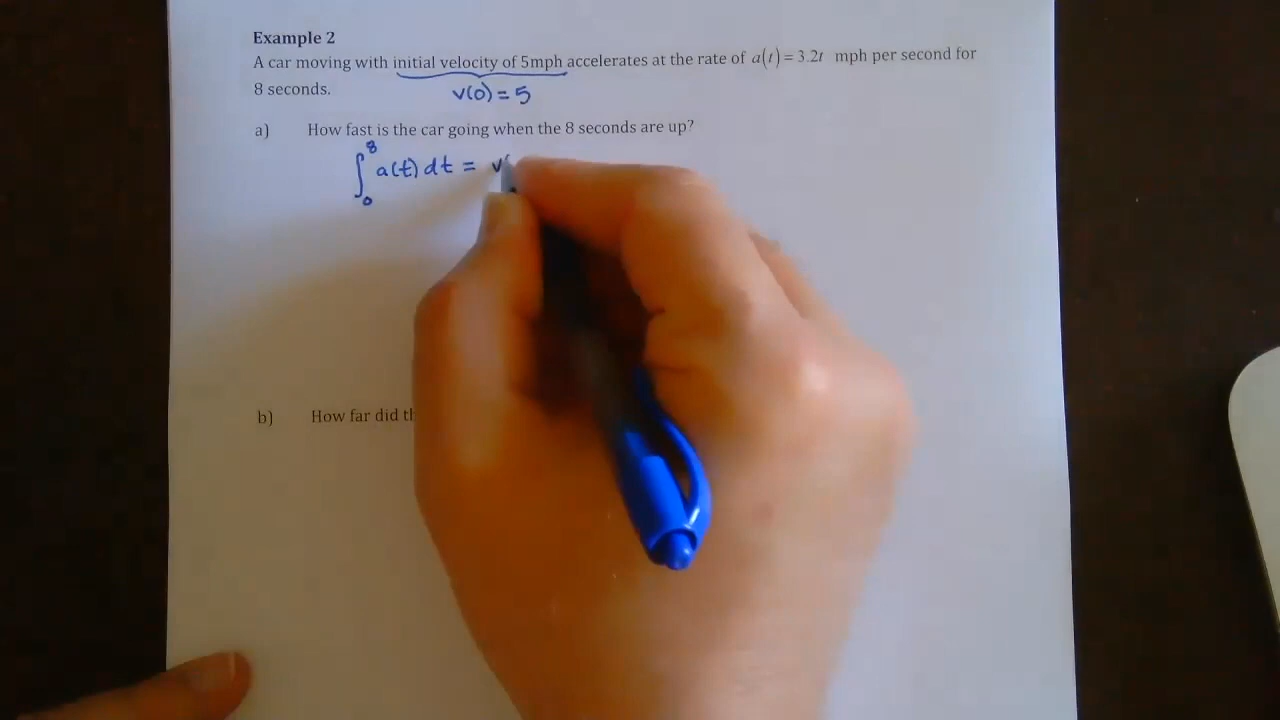 Example 2
A car moving with initial velocity of 5mph accelerates at the rate of a(t) = 3.2t mph per second for
8 seconds.
v(0) = 5
a) How fast is the car going when the 8 seconds are up?
∫₀⁸ a(t) dt = v(
b) How far did